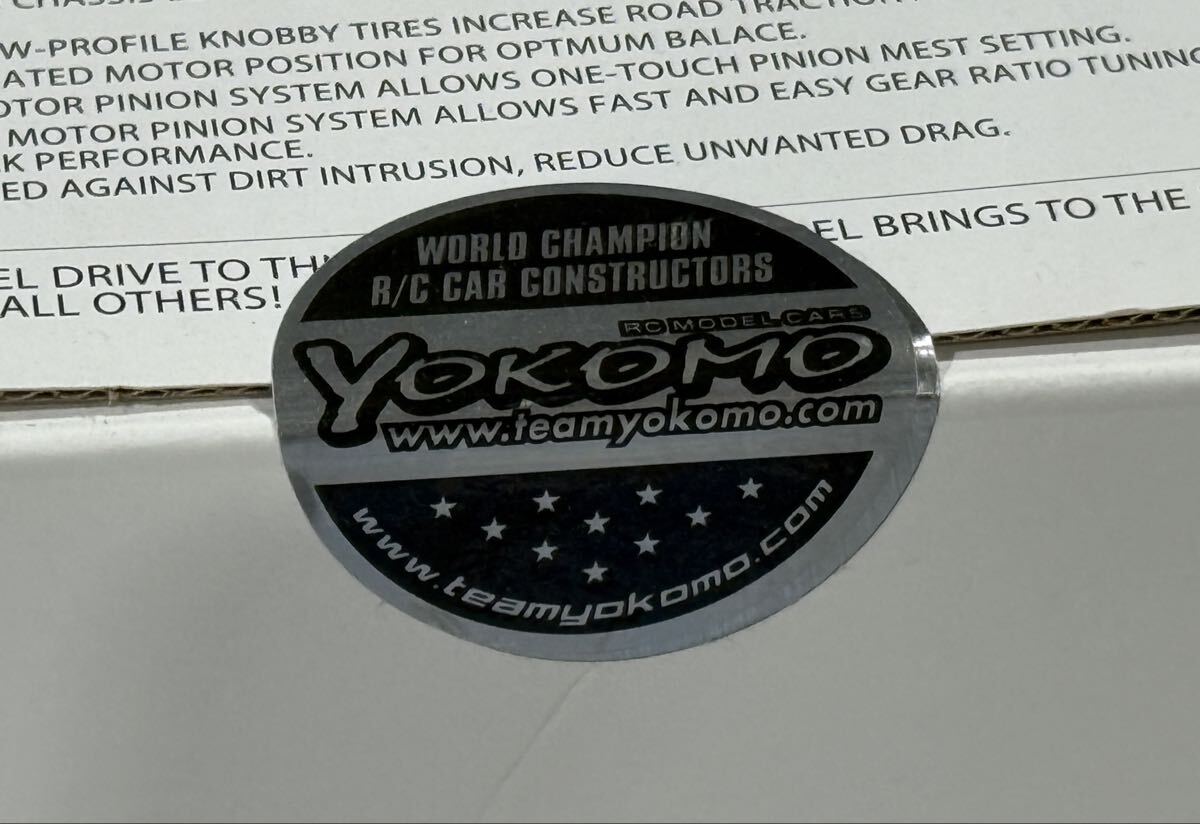 CHASSIS
W-PROFILE KNOBBY TIRES INCREASE ROAD
ATED MOTOR POSITION FOR OPTMUM BALACE.
OTOR PINION SYSTEM ALLOWS ONE-TOUCH PINION MEST SETTING.
MOTOR PINION SYSTEM ALLOWS FAST AND EASY GEAR RATIO TUNING
K PERFORMANCE.
ED AGAINST DIRT INTRUSION, REDUCE UNWANTED DRAG.
EL DRIVE TO TH EL BRINGS TO THE
ALL OTHERS!
WORLD CHAMPION
R/C CAR CONSTRUCTORS
RC MODEL CARS
YOKOMO
www.teamyokomo.com
www.teamyokomo.com